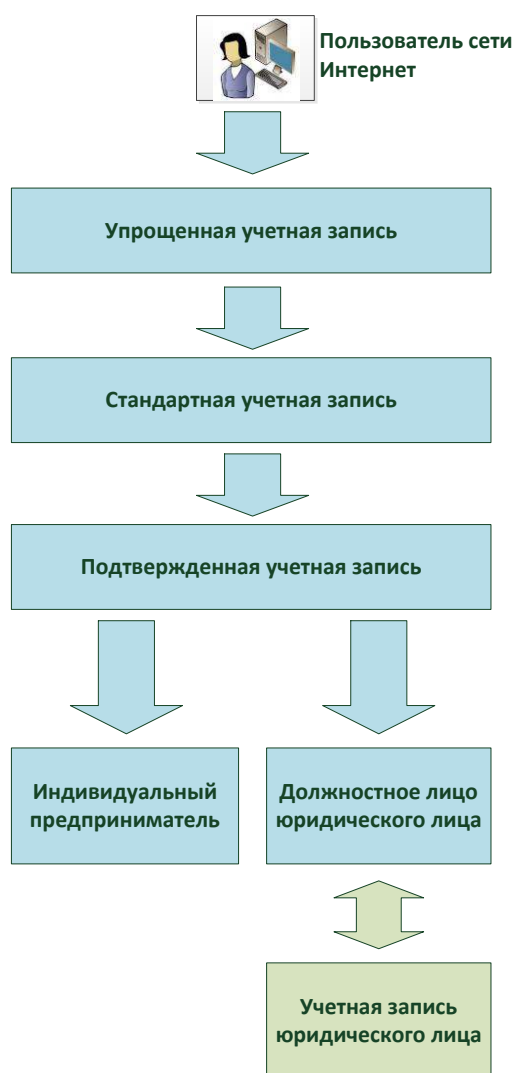 Пользователь сети
Интернет
Упрощенная учетная запись
Стандартная учетная запись
Подтвержденная учетная запись
Индивидуальный
предприниматель
Должностное лицо
юридического лица
Учетная запись
юридического лица